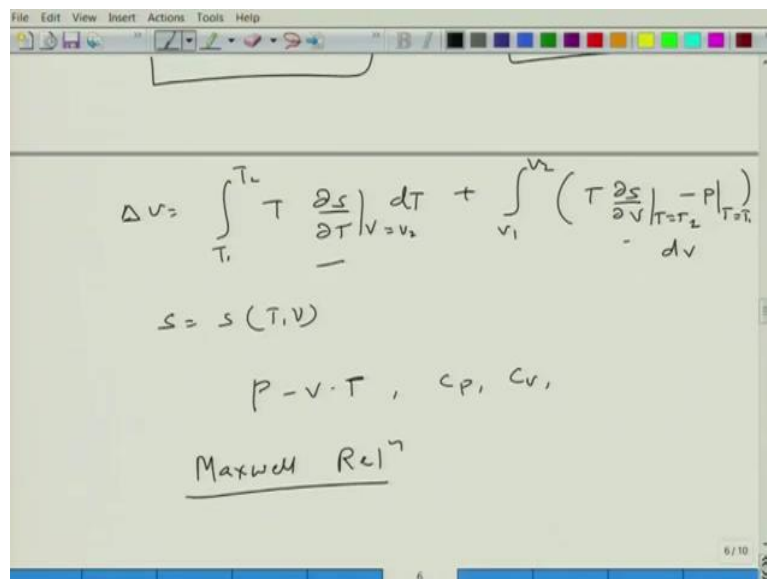 File Edit View Insert Actions Tools Help
B I
Δ v = ∫_{T₁}^{T₂} T ∂s/∂T|_{V=V₂} dT + ∫_{V₁}^{V₂} (T ∂s/∂V|_{T=T₂} - P|_{T=T₁}) dv
s = s (T, V)
P - V - T , Cp, Cv,
Maxwell Relⁿ
6 / 10
6